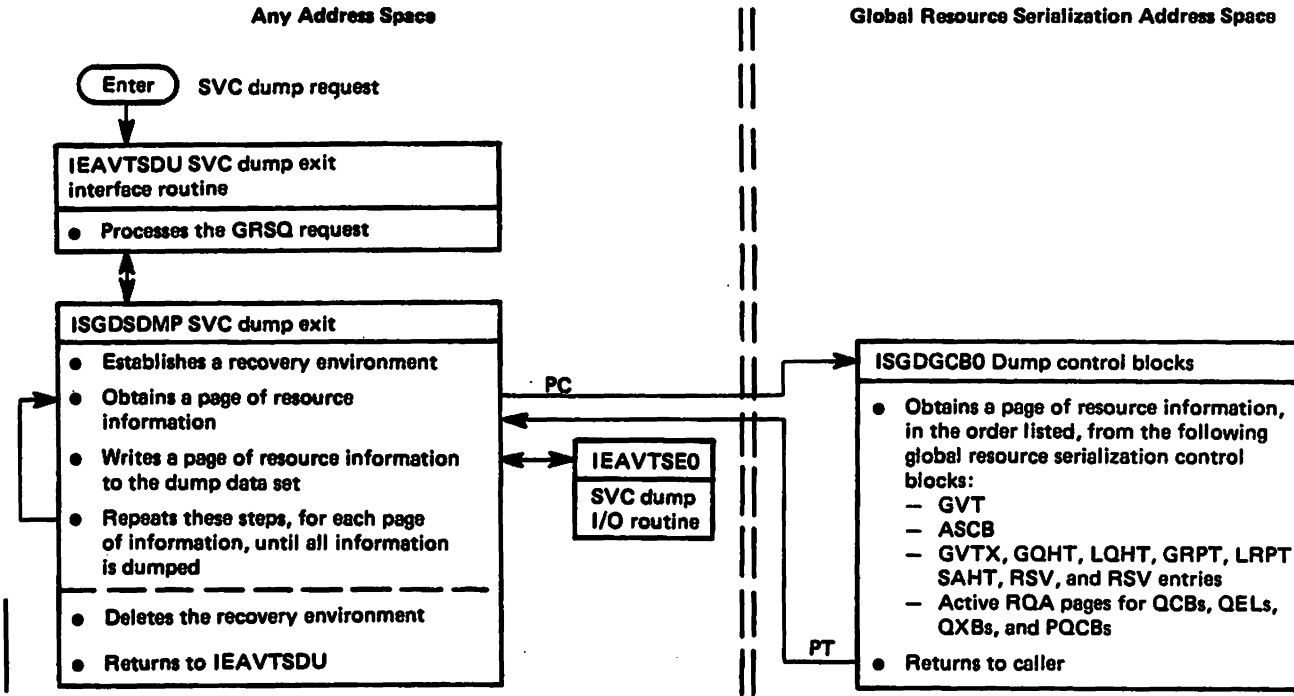 Any Address Space
Global Resource Serialization Address Space
Enter
SVC dump request
IEAVTSDU SVC dump exit
interface routine
● Processes the GRSQ request
ISGDSDMP SVC dump exit
● Establishes a recovery environment
● Obtains a page of resource
information
● Writes a page of resource information
to the dump data set
● Repeats these steps, for each page
of information, until all information
is dumped
● Deletes the recovery environment
● Returns to IEAVTSDU
PC
IEAVTSE0
SVC dump
I/O routine
PT
ISGDGCB0 Dump control blocks
● Obtains a page of resource information,
in the order listed, from the following
global resource serialization control
blocks:
— GVT
— ASCB
— GVTX, GQHT, LQHT, GRPT, LRPT
SAHT, RSV, and RSV entries
— Active RQA pages for QCBs, QELs,
QXBs, and PQCBs
● Returns to caller